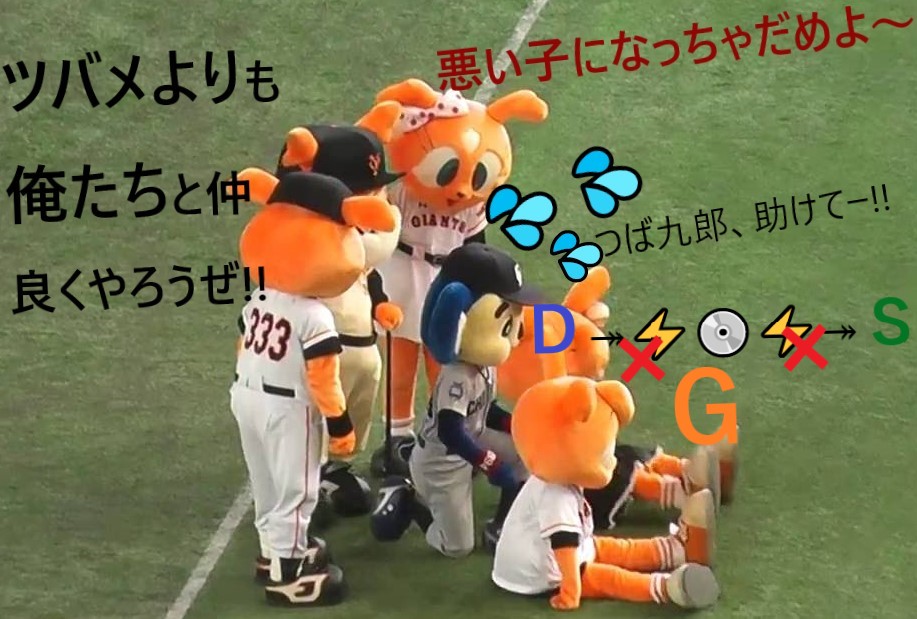 悪い子になっちゃだめよ〜
ツバメよりも
俺たちと仲
良くやろうぜ!!
つば九郎、助けてー!!
GIANTS
333
D →⚡💿⚡→ S
G